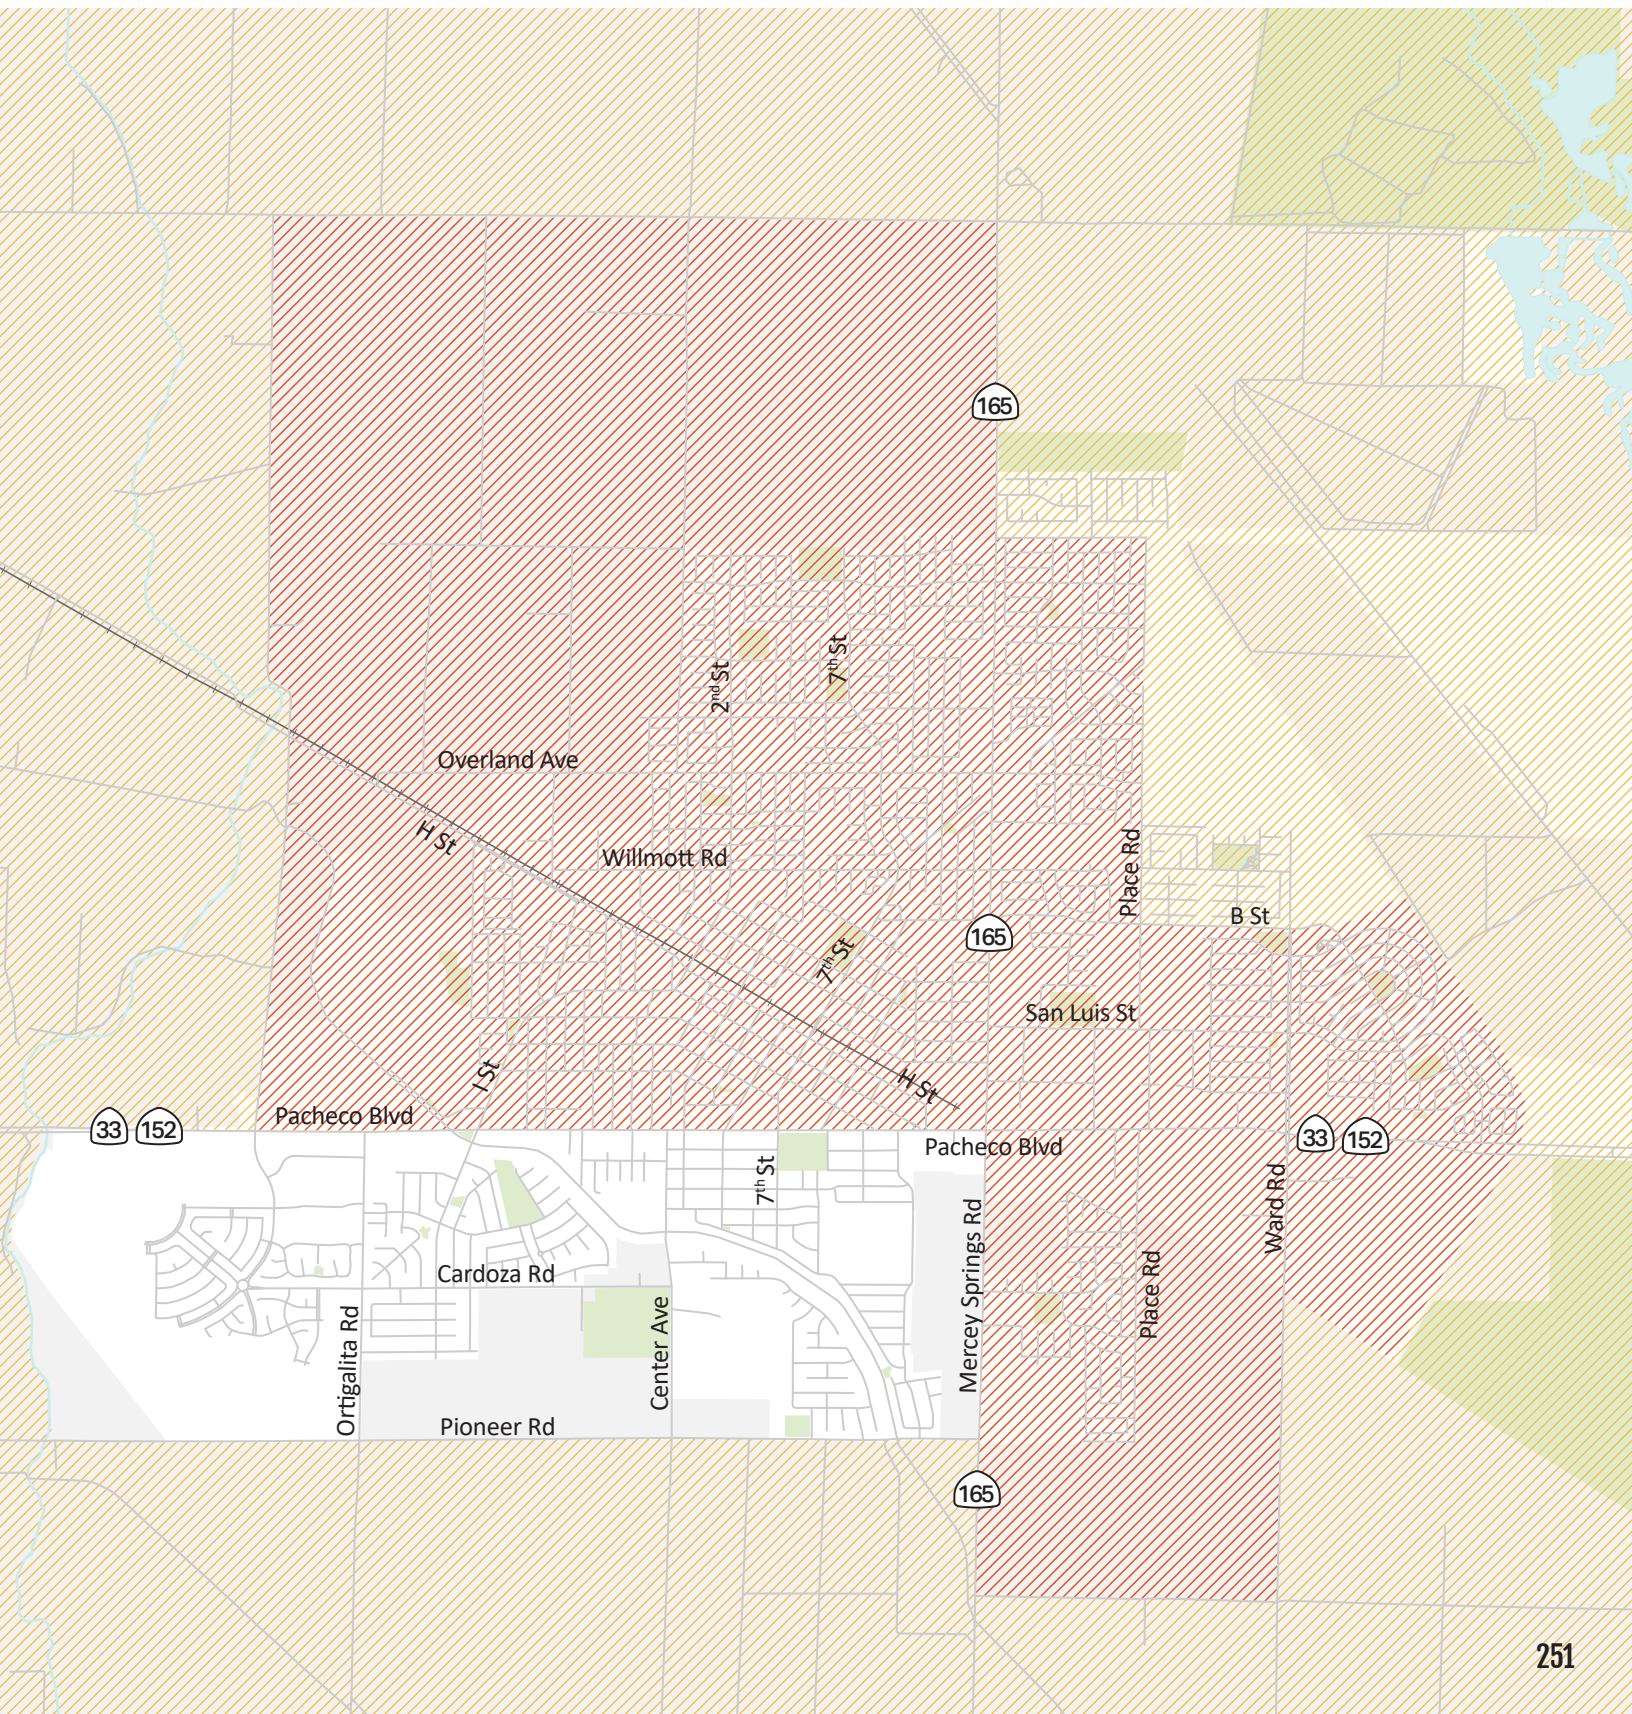 165
7th St
2nd St
Overland Ave
H St
Willmott Rd
Place Rd
B St
165
7th St
San Luis St
I St
H St
Pacheco Blvd
33
152
33
152
Pacheco Blvd
7th St
Ward Rd
Mercey Springs Rd
Place Rd
Cardoza Rd
Ortigalita Rd
Center Ave
Pioneer Rd
165
251